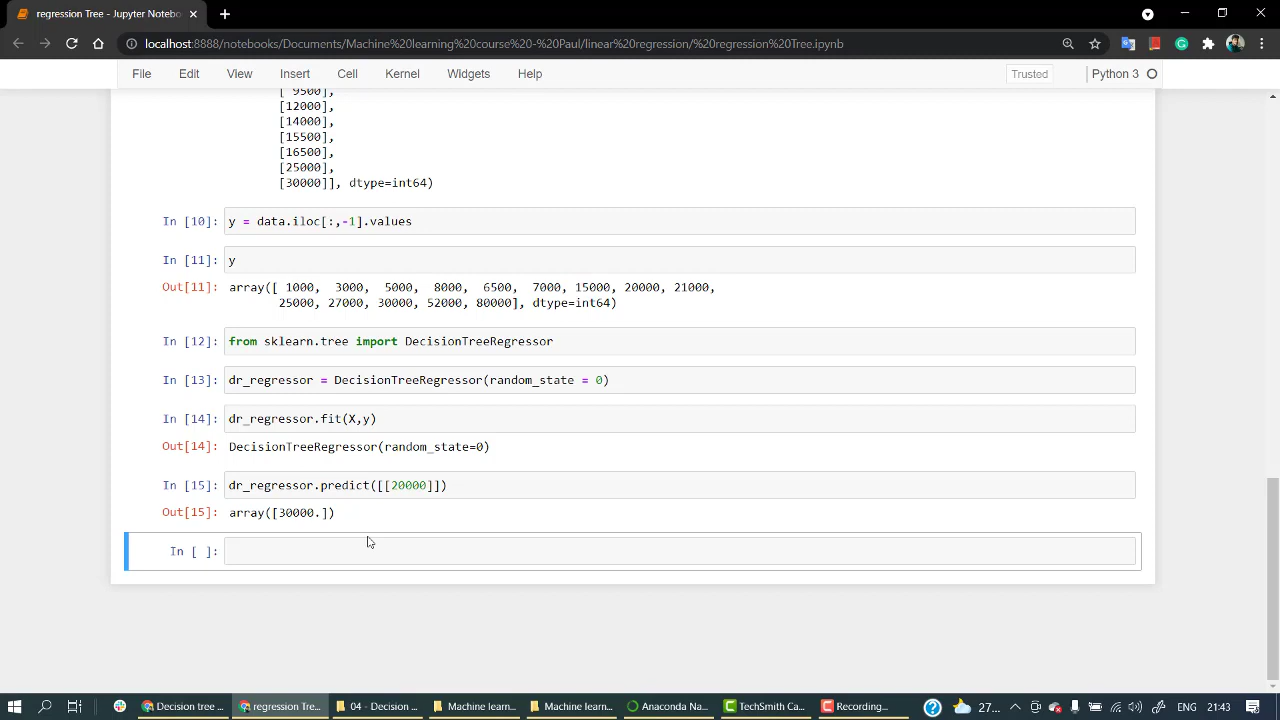 regression Tree - Jupyter Notebo
localhost:8888/notebooks/Documents/Machine%20learning%20course%20-%20Paul/linear%20regression/%20regression%20Tree.ipynb
File Edit View Insert Cell Kernel Widgets Help Trusted Python 3
[ 9500],
[12000],
[14000],
[15500],
[16500],
[25000],
[30000]], dtype=int64)
In [10]: y = data.iloc[:,-1].values
In [11]: y
Out[11]: array([ 1000, 3000, 5000, 8000, 6500, 7000, 15000, 20000, 21000,
25000, 27000, 30000, 52000, 80000], dtype=int64)
In [12]: from sklearn.tree import DecisionTreeRegressor
In [13]: dr_regressor = DecisionTreeRegressor(random_state = 0)
In [14]: dr_regressor.fit(X,y)
Out[14]: DecisionTreeRegressor(random_state=0)
In [15]: dr_regressor.predict([[20000]])
Out[15]: array([30000.])
In [ ]:
Decision tree ... regression Tre... 04 - Decision ... Machine learn... Machine learn... Anaconda Na... TechSmith Ca... Recording... 27... ENG 21:43